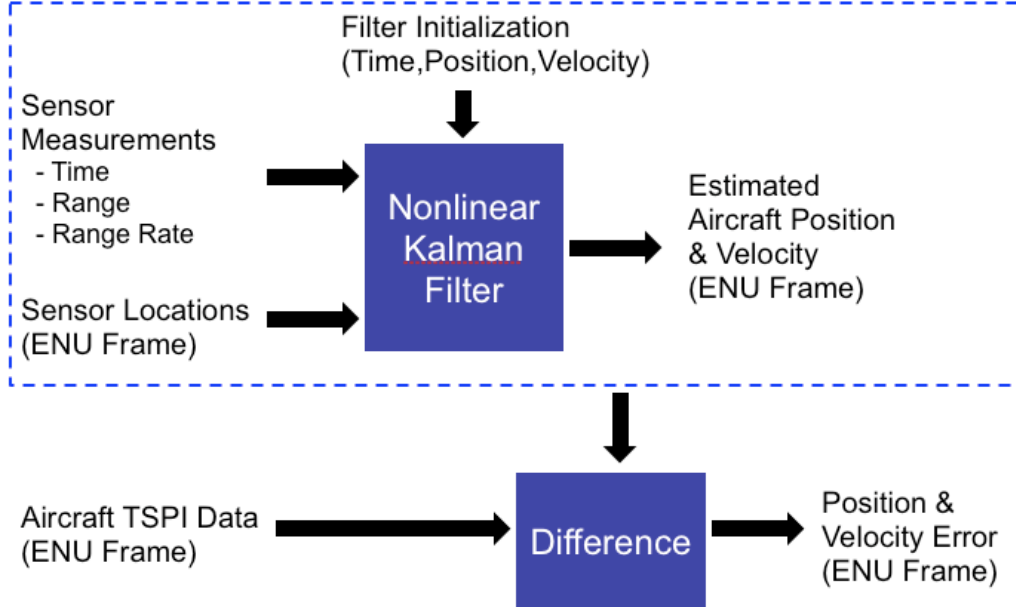 Filter Initialization
(Time,Position,Velocity)
Sensor
Measurements
- Time
- Range
- Range Rate
Nonlinear
Kalman
Filter
Estimated
Aircraft Position
& Velocity
(ENU Frame)
Sensor Locations
(ENU Frame)
Aircraft TSPI Data
(ENU Frame)
Difference
Position &
Velocity Error
(ENU Frame)